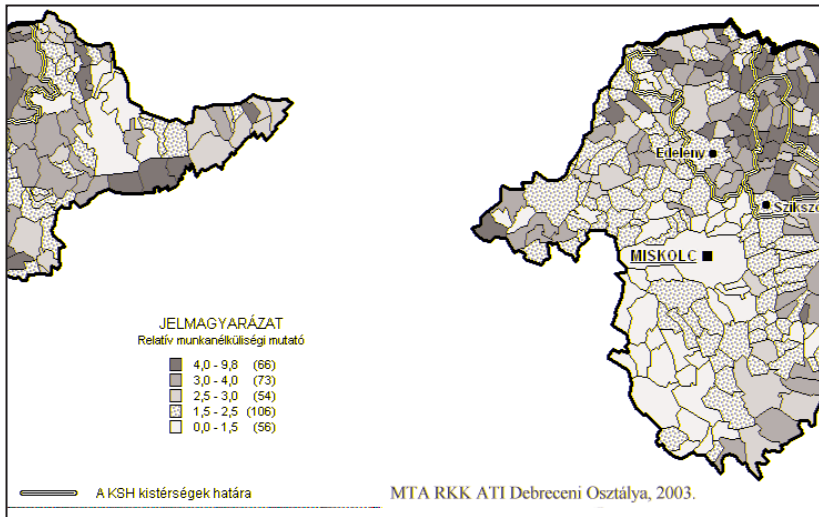 Edelény
Szikszó
MISKOLC
JELMAGYARÁZAT
Relatív munkanélküliségi mutató
4,0 - 9,8 (66)
3,0 - 4,0 (73)
2,5 - 3,0 (54)
1,5 - 2,5 (106)
0,0 - 1,5 (56)
A KSH kistérségek határa
MTA RKK ATI Debreceni Osztálya, 2003.